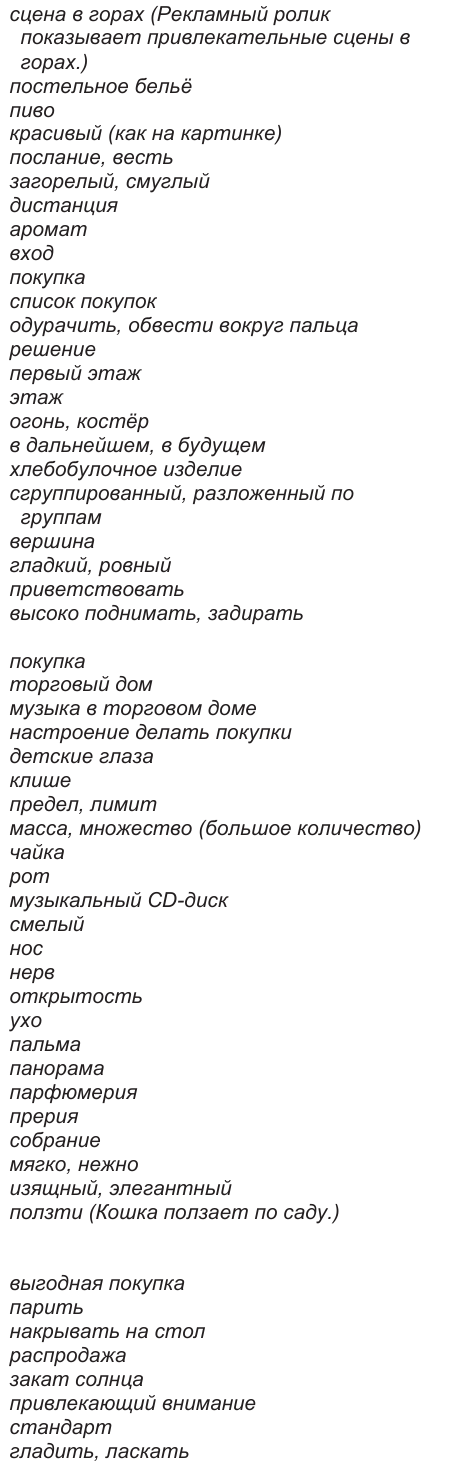 сцена в горах (Рекламный ролик
показывает привлекательные сцены в
горах.)
постельное бельё
пиво
красивый (как на картинке)
послание, весть
загорелый, смуглый
дистанция
аромат
вход
покупка
список покупок
одурачить, обвести вокруг пальца
решение
первый этаж
этаж
огонь, костёр
в дальнейшем, в будущем
хлебобулочное изделие
сгруппированный, разложенный по
группам
вершина
гладкий, ровный
приветствовать
высоко поднимать, задирать
покупка
торговый дом
музыка в торговом доме
настроение делать покупки
детские глаза
клише
предел, лимит
масса, множество (большое количество)
чайка
рот
музыкальный CD-диск
смелый
нос
нерв
открытость
ухо
пальма
панорама
парфюмерия
прерия
собрание
мягко, нежно
изящный, элегантный
ползти (Кошка ползает по саду.)
выгодная покупка
парить
накрывать на стол
распродажа
закат солнца
привлекающий внимание
стандарт
гладить, ласкать